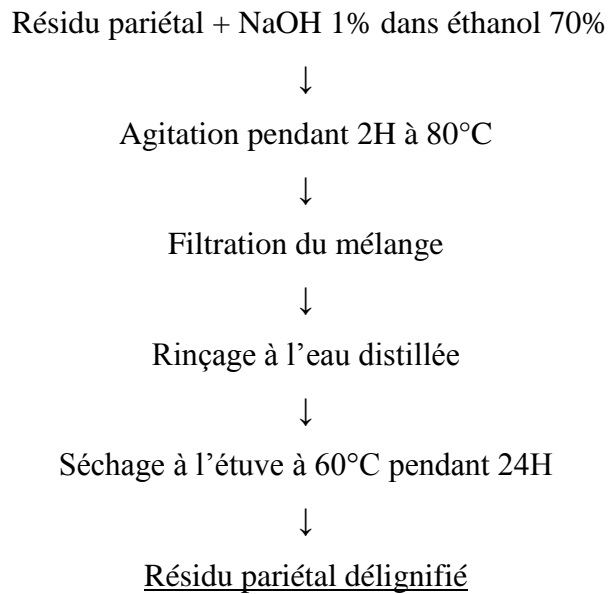 Résidu pariétal + NaOH 1% dans éthanol 70%
↓
Agitation pendant 2H à 80°C
↓
Filtration du mélange
↓
Rinçage à l’eau distillée
↓
Séchage à l’étuve à 60°C pendant 24H
↓
Résidu pariétal délignifié